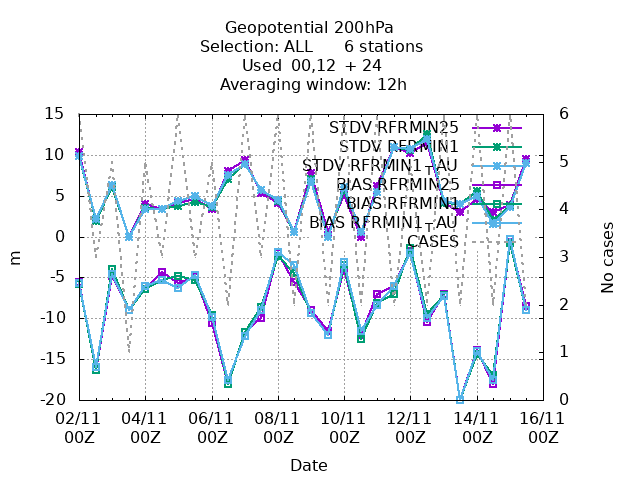 Geopotential 200hPa
Selection: ALL 6 stations
Used 00,12 + 24
Averaging window: 12h
15 6
STDV RFRMIN25
STDV RFRMIN1
10 5
STDV RFRMIN1_TAU
BIAS RFRMIN25
5 4
BIAS RFRMIN1
BIAS RFRMIN1_TAU
0
CASES
3
m
No cases
-5
2
-10
-15 1
-20 0
02/11 04/11 06/11 08/11 10/11 12/11 14/11 16/11
00Z 00Z 00Z 00Z 00Z 00Z 00Z 00Z
Date